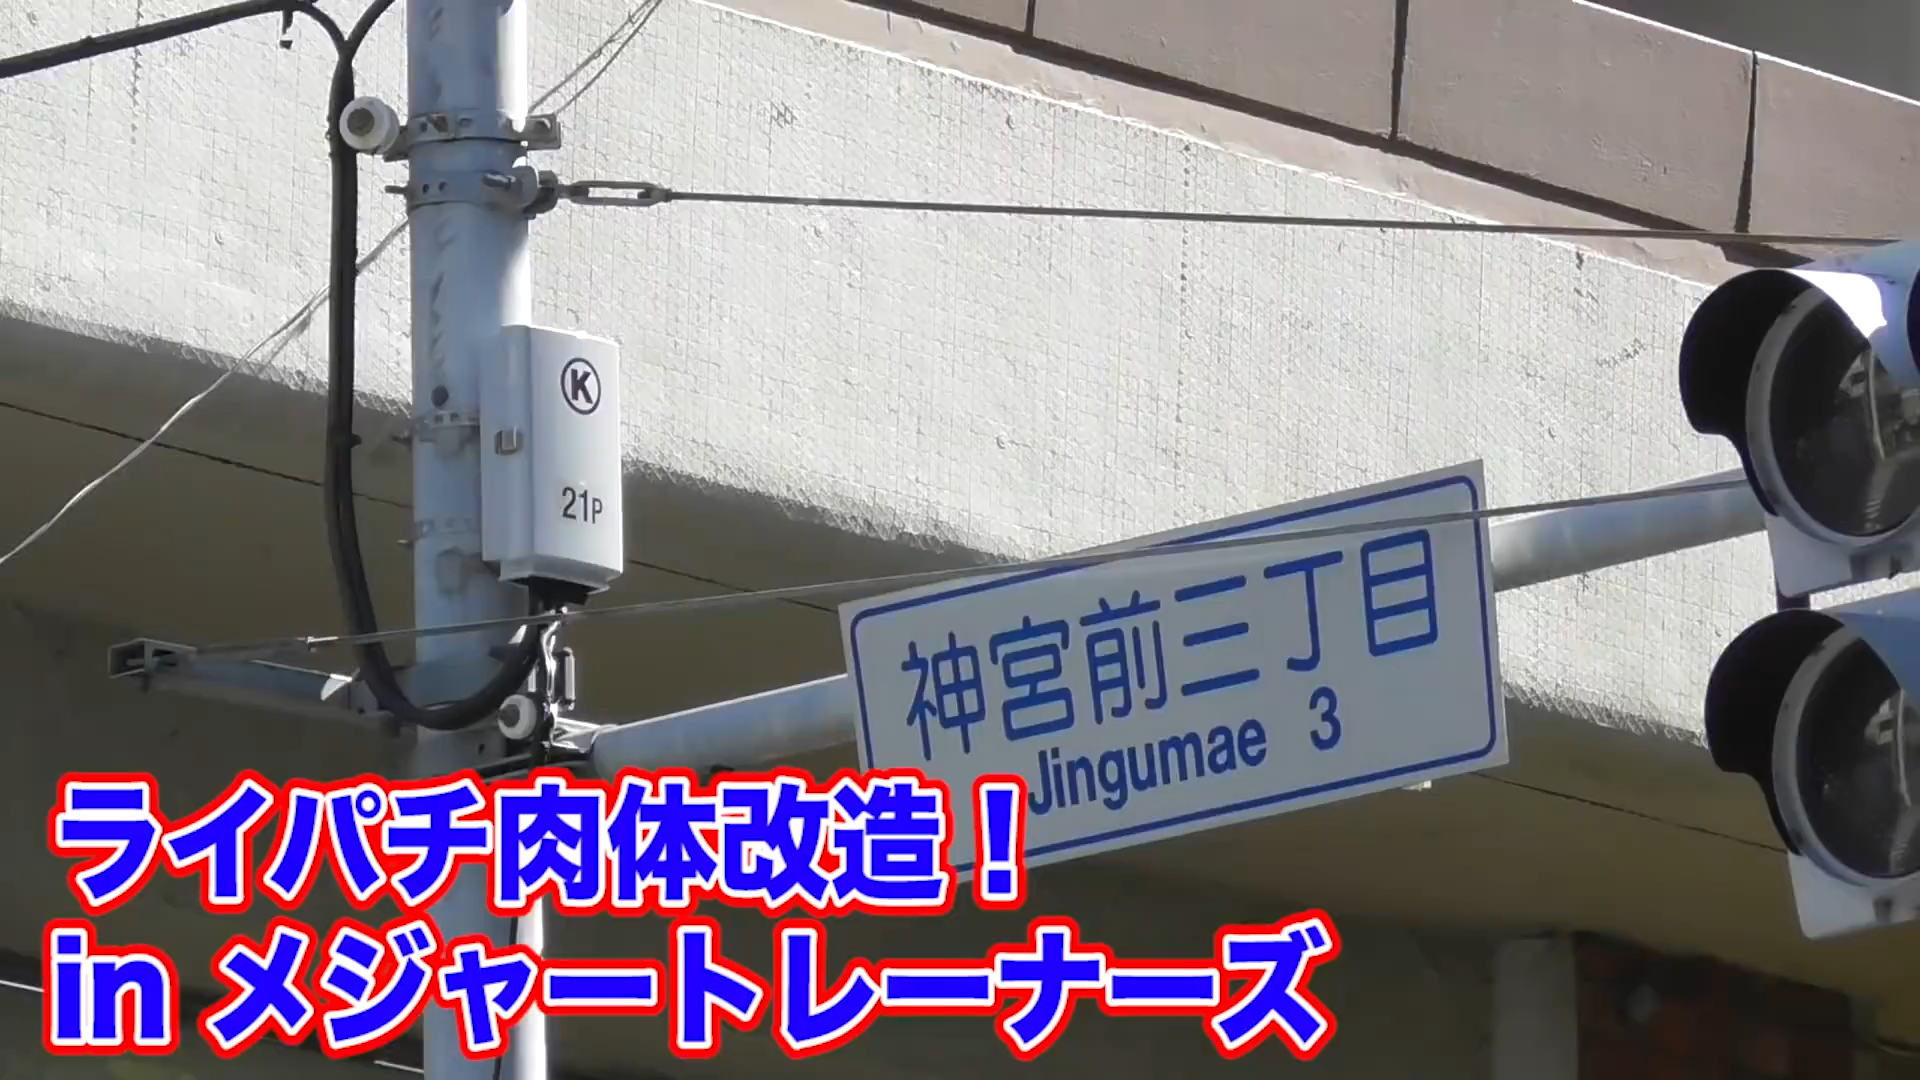 K
21P
神宮前三丁目
Jingumae 3
ライパチ肉体改造！
in メジャートレーナーズ